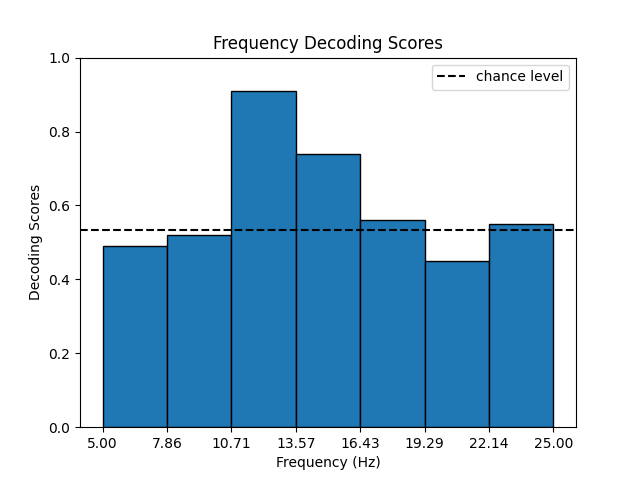 Frequency Decoding Scores
chance level
Decoding Scores
1.0
0.8
0.6
0.4
0.2
0.0
5.00 7.86 10.71 13.57 16.43 19.29 22.14 25.00
Frequency (Hz)